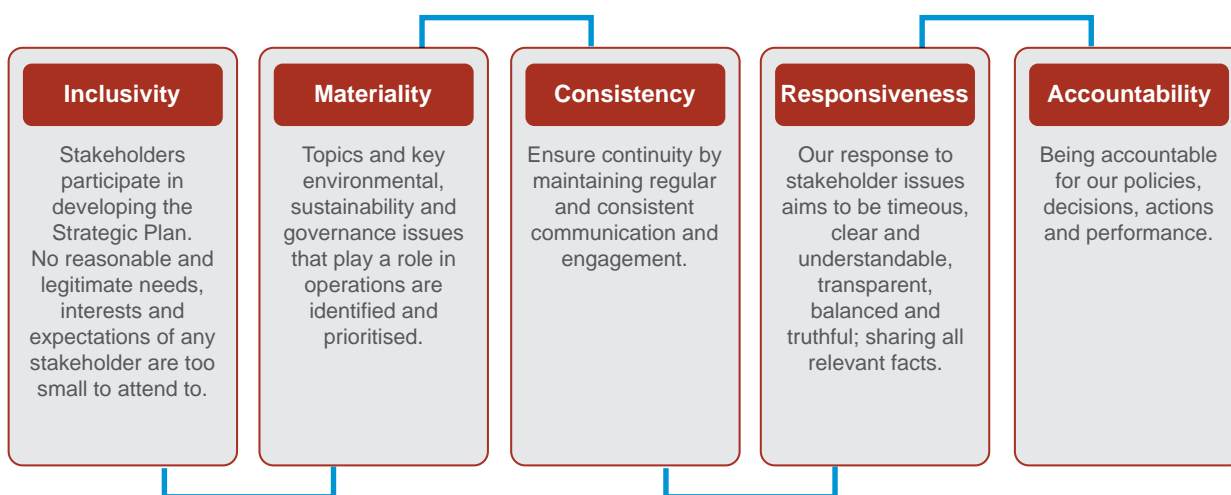 Inclusivity
Stakeholders
participate in
developing the
Strategic Plan.
No reasonable and
legitimate needs,
interests and
expectations of any
stakeholder are too
small to attend to.
Materiality
Topics and key
environmental,
sustainability and
governance issues
that play a role in
operations are
identified and
prioritised.
Consistency
Ensure continuity by
maintaining regular
and consistent
communication and
engagement.
Responsiveness
Our response to
stakeholder issues
aims to be timeous,
clear and
understandable,
transparent,
balanced and
truthful; sharing all
relevant facts.
Accountability
Being accountable
for our policies,
decisions, actions
and performance.